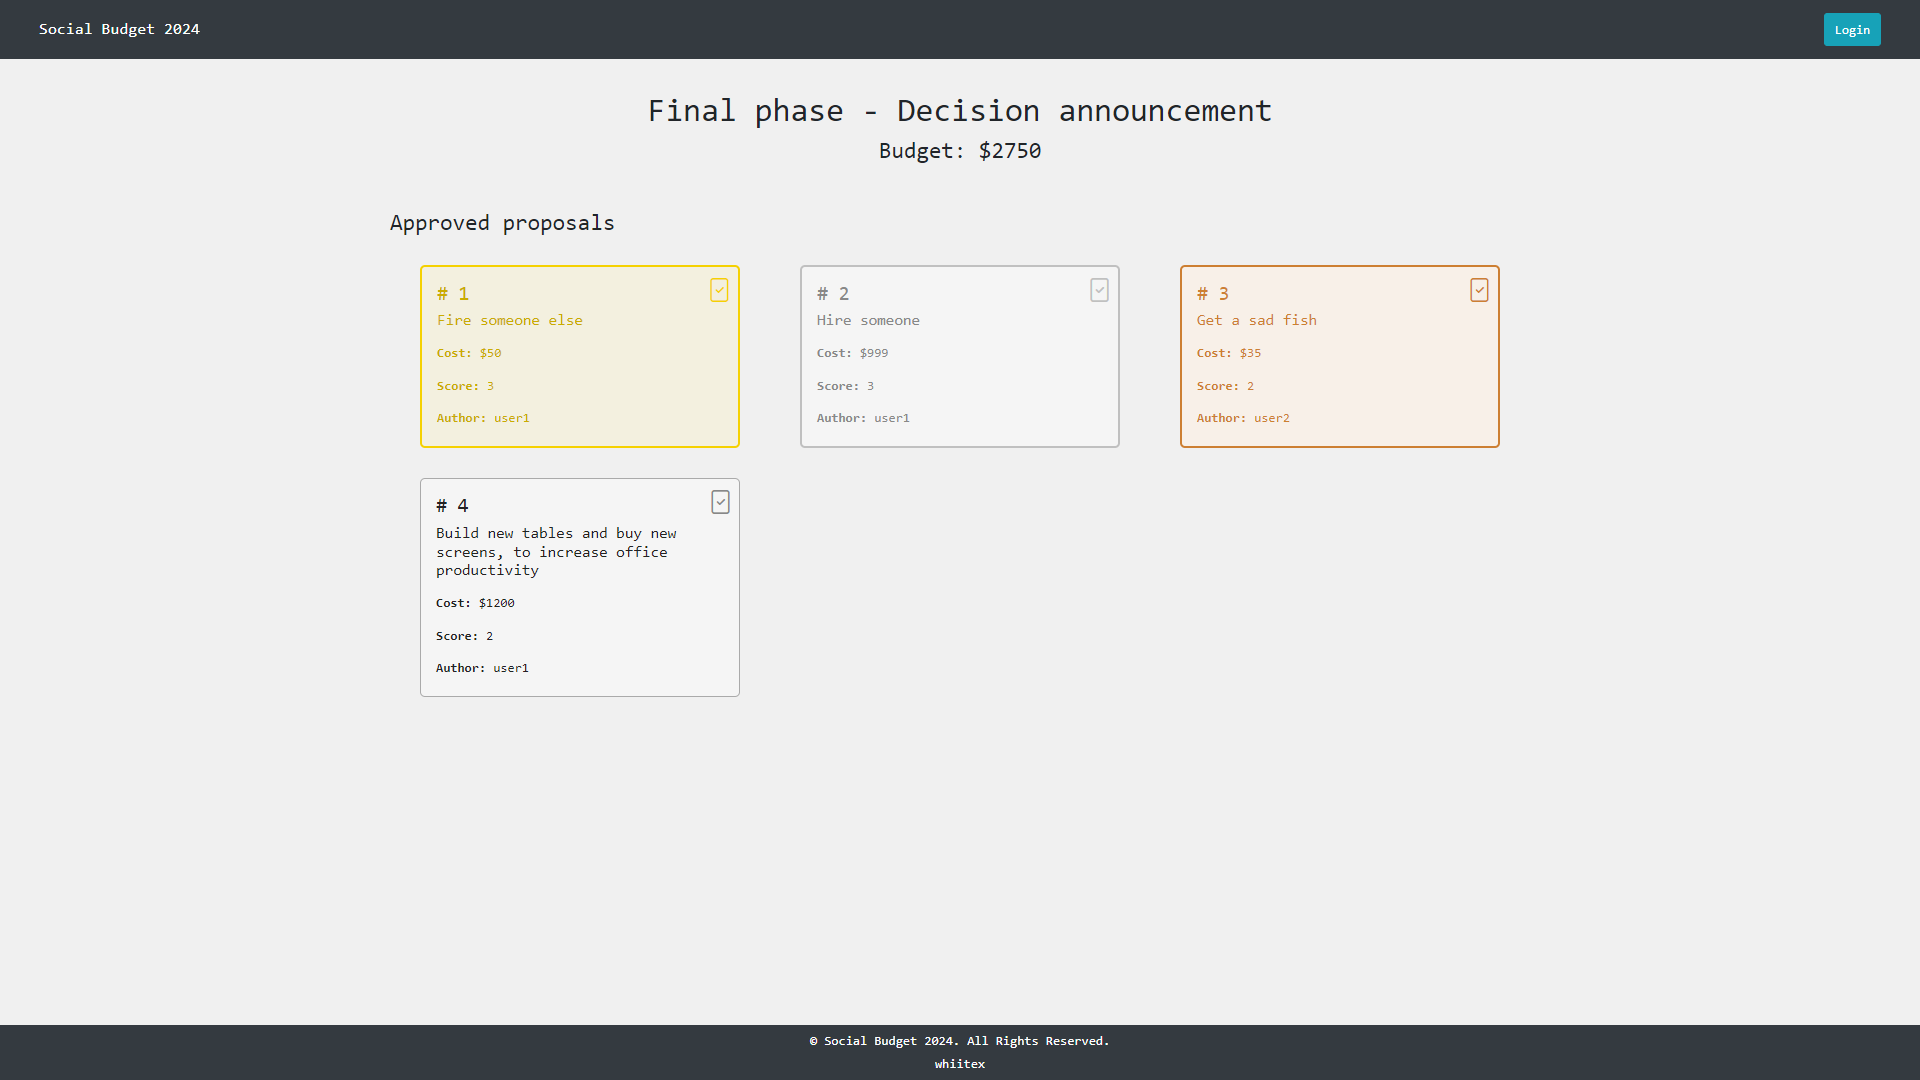 Social Budget 2024
Login
Final phase - Decision announcement
Budget: $2750
Approved proposals
# 1
Fire someone else
Cost: $50
Score: 3
Author: user1
# 2
Hire someone
Cost: $999
Score: 3
Author: user1
# 3
Get a sad fish
Cost: $35
Score: 2
Author: user2
# 4
Build new tables and buy new
screens, to increase office
productivity
Cost: $1200
Score: 2
Author: user1
© Social Budget 2024. All Rights Reserved.
whiitex